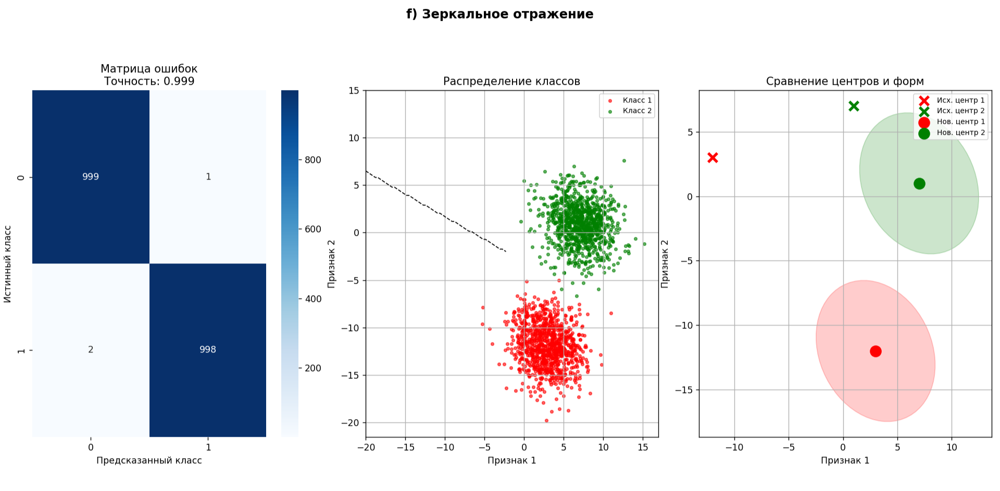 f) Зеркальное отражение
Матрица ошибок
Точность: 0.999
999
1
2
998
0
1
0
1
Истинный класс
Предсказанный класс
800
600
400
200
Распределение классов
Класс 1
Класс 2
15
10
5
0
−5
−10
−15
−20
−20
−15
−10
−5
0
5
10
15
Признак 2
Признак 1
Сравнение центров и форм
Исх. центр 1
Исх. центр 2
Нов. центр 1
Нов. центр 2
5
0
−5
−10
−15
−10
−5
0
5
10
Признак 2
Признак 1